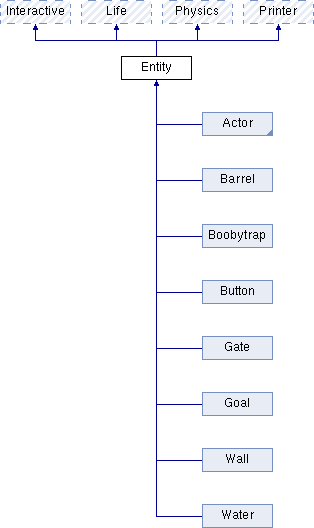 Interactive Life Physics Printer
Entity
Actor
Barrel
Boobytrap
Button
Gate
Goal
Wall
Water